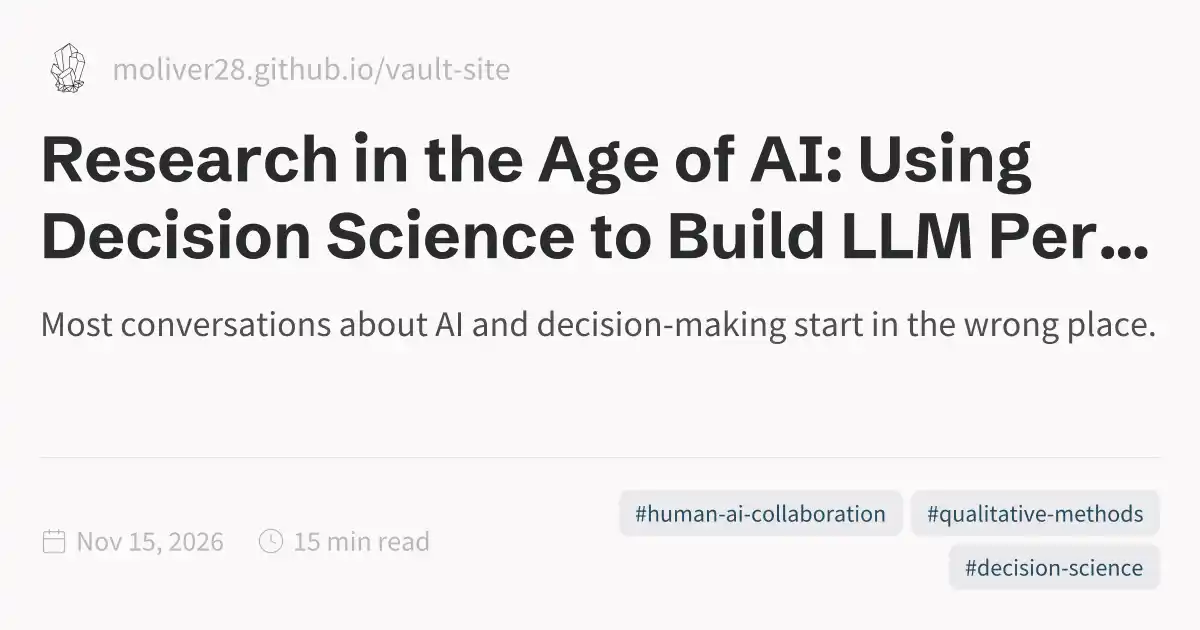 moliver28.github.io/vault-site
Research in the Age of AI: Using
Decision Science to Build LLM Per...
Most conversations about AI and decision-making start in the wrong place.
Nov 15, 2026
15 min read
#human-ai-collaboration
#qualitative-methods
#decision-science